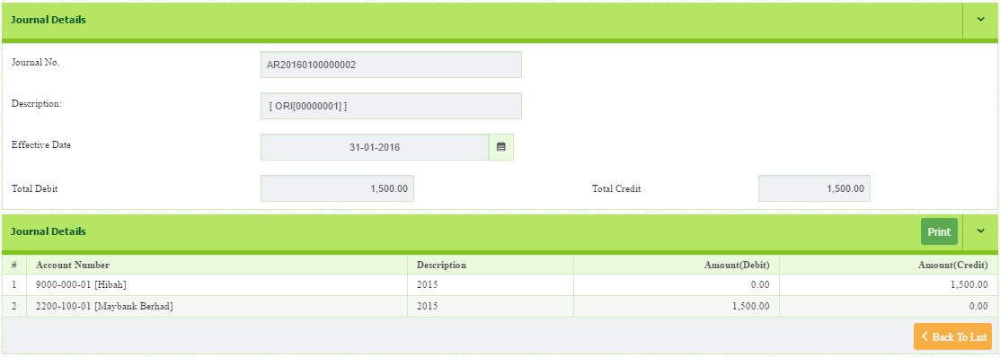 Journal Details
Journal No. AR20160100000002
Description: [ ORI[00000001] ]
Effective Date 31-01-2016
Total Debit 1,500.00 Total Credit 1,500.00
Journal Details Print
# Account Number Description Amount(Debit) Amount(Credit)
1 9000-000-01 [Hibah] 2015 0.00 1,500.00
2 2200-100-01 [Maybank Berhad] 2015 1,500.00 0.00
Back To List